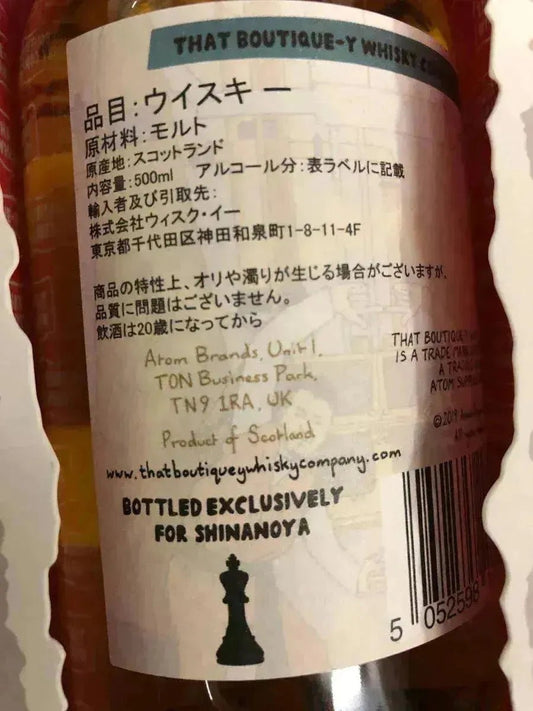 THAT BOUTIQUE-Y WHISKY
品目:ウイスキー
原材料:モルト
原産地:スコットランド
内容量:500ml アルコール分:表ラベルに記載
輸入者及び引取先:
株式会社ウィスク・イー
東京都千代田区神田和泉町1-8-11-4F
商品の特性上、オリや濁りが生じる場合がございますが、
品質に問題はございません。
飲酒は20歳になってから
Atom Brands, Unit 1,
TON Business Park,
TN9 1RA, UK
Product of Scotland
www.thatboutiqueywhiskycompany.com
BOTTLED EXCLUSIVELY
FOR SHINANOYA
THAT BOUTIQUE-Y
IS A TRADE
A
ATOM
©2019
All
5 052598